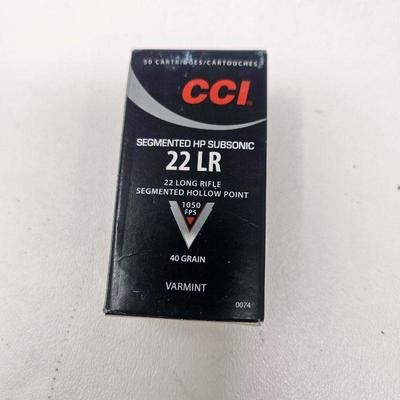 50 CARTRIDGES/CARTOUCHES
CCI
SEGMENTED HP SUBSONIC
22 LR
22 LONG RIFLE
SEGMENTED HOLLOW POINT
1050
FPS
40 GRAIN
VARMINT
0074